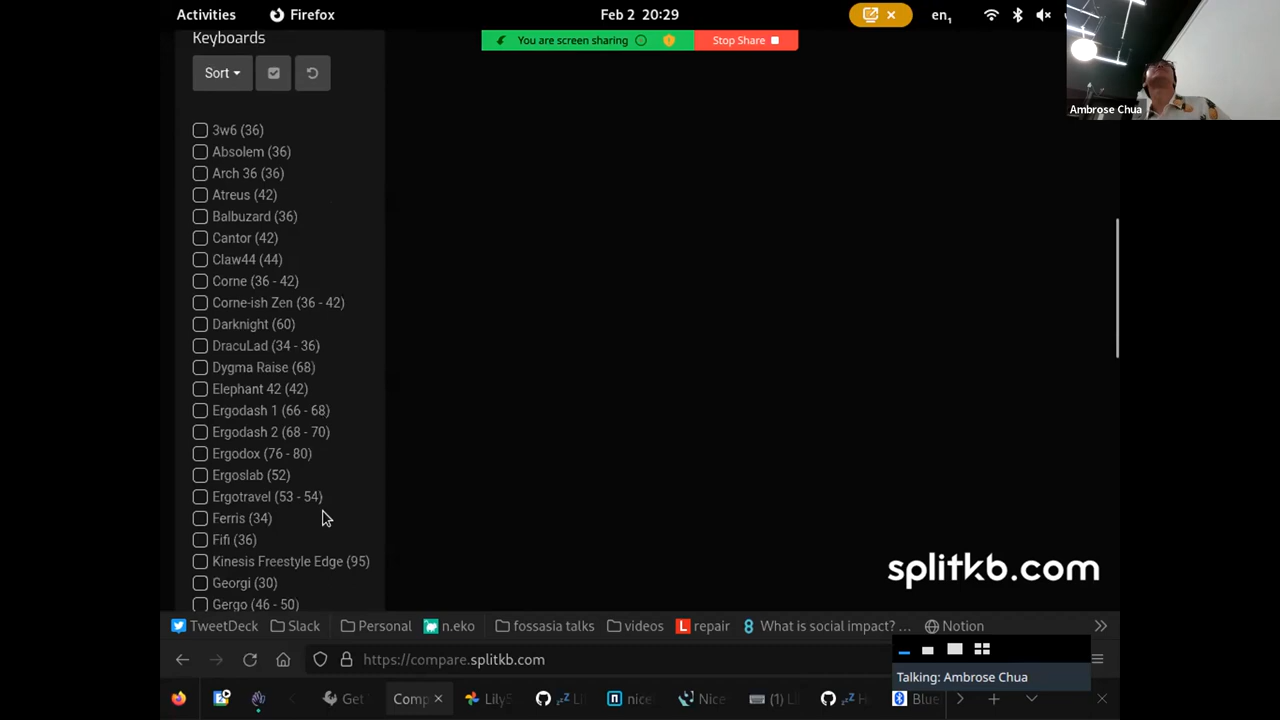 Activities Firefox Feb 2 20:29 en₁
You are screen sharing Stop Share
Ambrose Chua
Keyboards
Sort
3w6 (36)
Absolem (36)
Arch 36 (36)
Atreus (42)
Balbuzard (36)
Cantor (42)
Claw44 (44)
Corne (36 - 42)
Corne-ish Zen (36 - 42)
Darknight (60)
DracuLad (34 - 36)
Dygma Raise (68)
Elephant 42 (42)
Ergodash 1 (66 - 68)
Ergodash 2 (68 - 70)
Ergodox (76 - 80)
Ergoslab (52)
Ergotravel (53 - 54)
Ferris (34)
Fifi (36)
Kinesis Freestyle Edge (95)
Georgi (30)
Gergo (46 - 50)
splitkb.com
TweetDeck Slack Personal n.eko fossasia talks videos repair What is social impact? ... Notion
https://compare.splitkb.com
Talking: Ambrose Chua
Get Comp Lily5 Li nice Nice (1) L H Blue